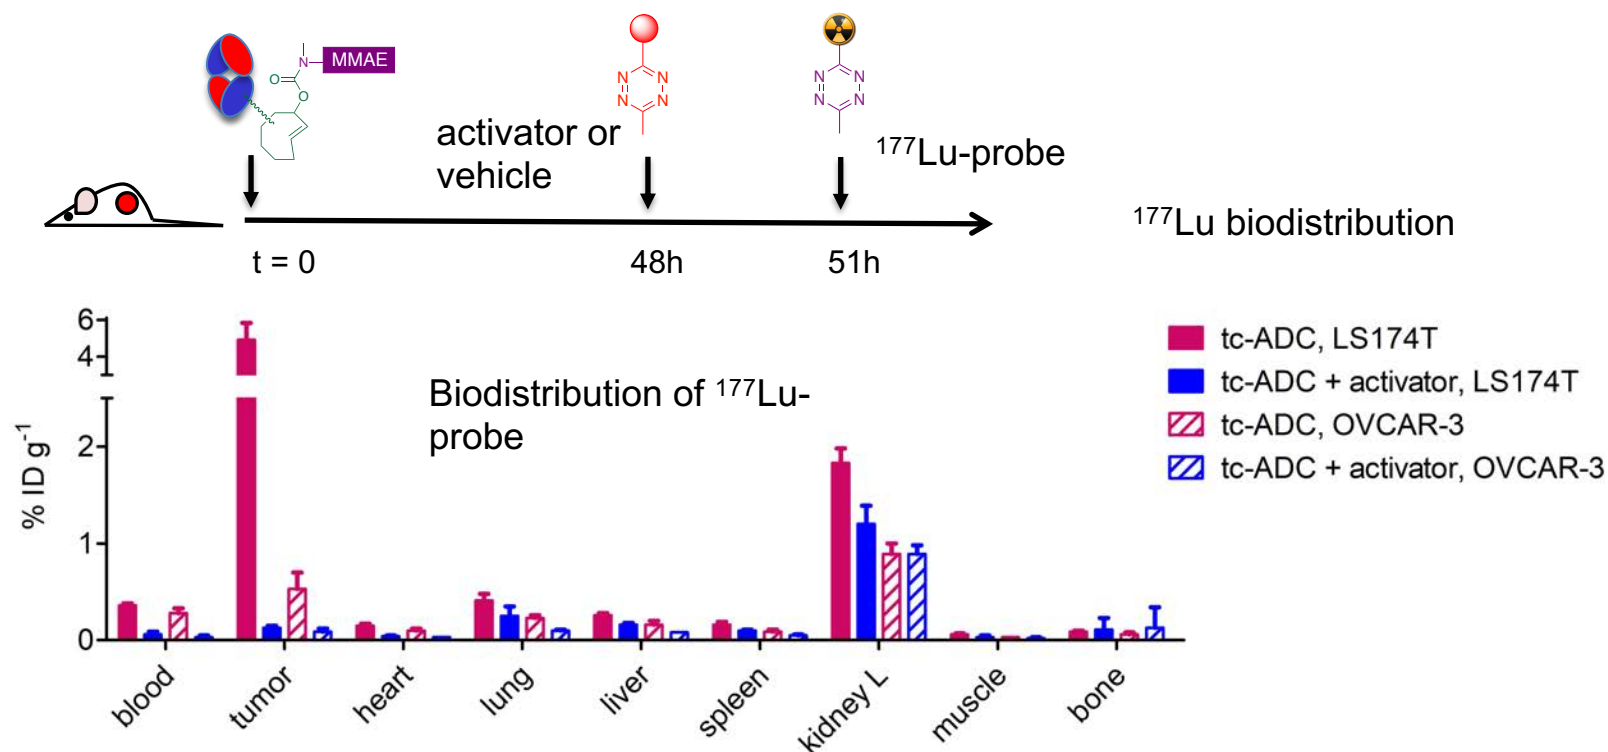 N
MMAE
O
O
N N
N N
N N
N N
activator or
vehicle
¹⁷⁷Lu-probe
¹⁷⁷Lu biodistribution
t = 0
48h
51h
6
4
2
1
0
% ID g⁻¹
Biodistribution of ¹⁷⁷Lu-
probe
tc-ADC, LS174T
tc-ADC + activator, LS174T
tc-ADC, OVCAR-3
tc-ADC + activator, OVCAR-3
blood
tumor
heart
lung
liver
spleen
kidney L
muscle
bone